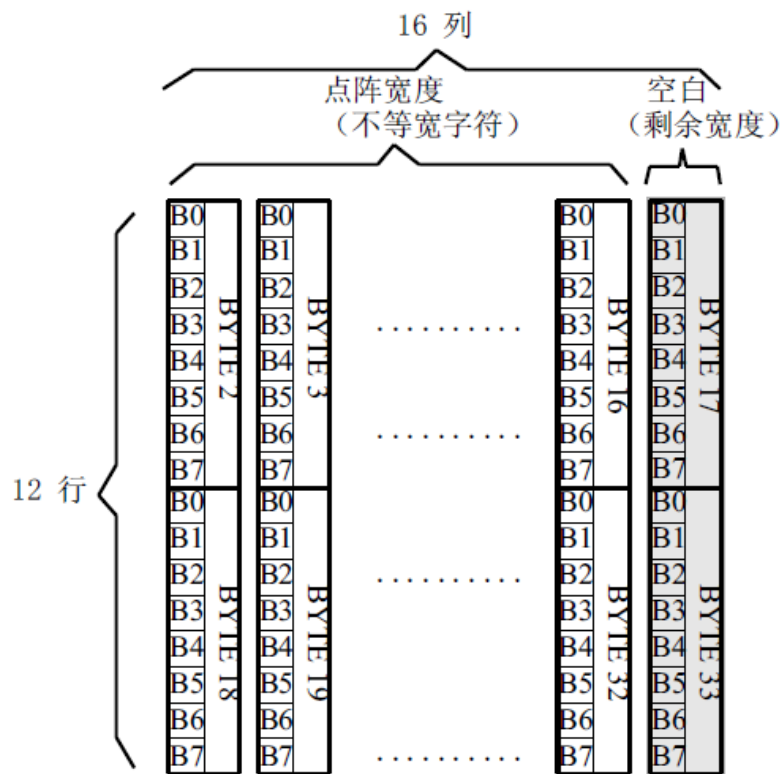 16 列
点阵宽度 空白
(不等宽字符) (剩余宽度)
B0 B0 B0 B0
B1 B1 B1 B1
B2 B2 B2 B2
B3 B3 .......... B3 B3
B4 B4 B4 B4
B5 B5 B5 B5
B6 B6 .......... B6 B6
B7 B7 B7 B7
BYTE 2 BYTE 3 BYTE 16 BYTE 17
12 行
B0 B0 B0 B0
B1 B1 B1 B1
B2 B2 .......... B2 B2
B3 B3 B3 B3
B4 B4 B4 B4
B5 B5 B5 B5
B6 B6 B6 B6
B7 B7 .......... B7 B7
BYTE 18 BYTE 19 BYTE 32 BYTE 33